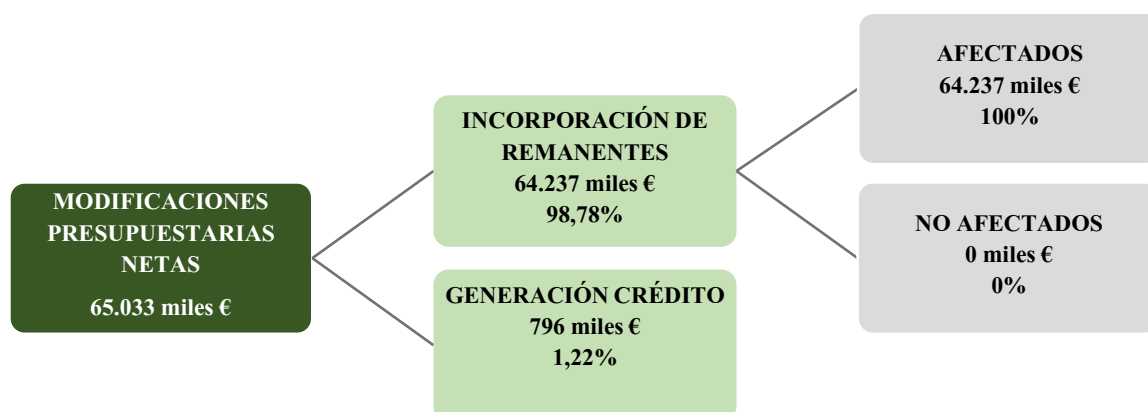 MODIFICACIONES
PRESUPUESTARIAS
NETAS
65.033 miles €
INCORPORACIÓN DE
REMANENTES
64.237 miles €
98,78%
GENERACIÓN CRÉDITO
796 miles €
1,22%
AFECTADOS
64.237 miles €
100%
NO AFECTADOS
0 miles €
0%